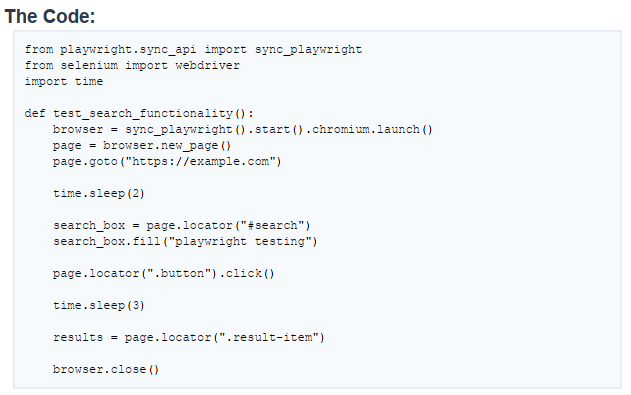 The Code:
from playwright.sync_api import sync_playwright
from selenium import webdriver
import time
def test_search_functionality():
    browser = sync_playwright().start().chromium.launch()
    page = browser.new_page()
    page.goto("https://example.com")
    time.sleep(2)
    search_box = page.locator("#search")
    search_box.fill("playwright testing")
    page.locator(".button").click()
    time.sleep(3)
    results = page.locator(".result-item")
    browser.close()